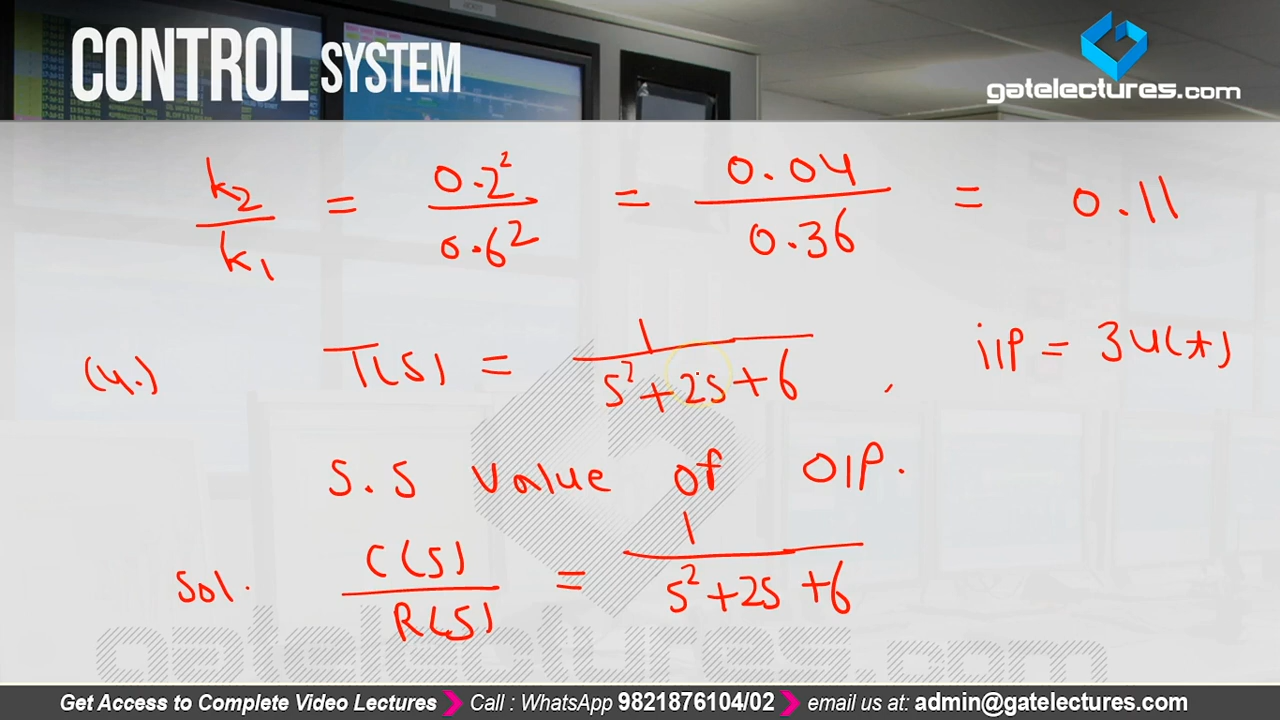 CONTROL SYSTEM
gatelectures.com
k2/k1 = 0.2²/0.6² = 0.04/0.36 = 0.11
(4.) T(s) = 1/(s²+2s+6) , i/P = 3u(t)
S.S value of O/P.
Sol. C(s)/R(s) = 1/(s²+2s+6)
gatelectures.com
Get Access to Complete Video Lectures Call : WhatsApp 9821876104/02 email us at: admin@gatelectures.com